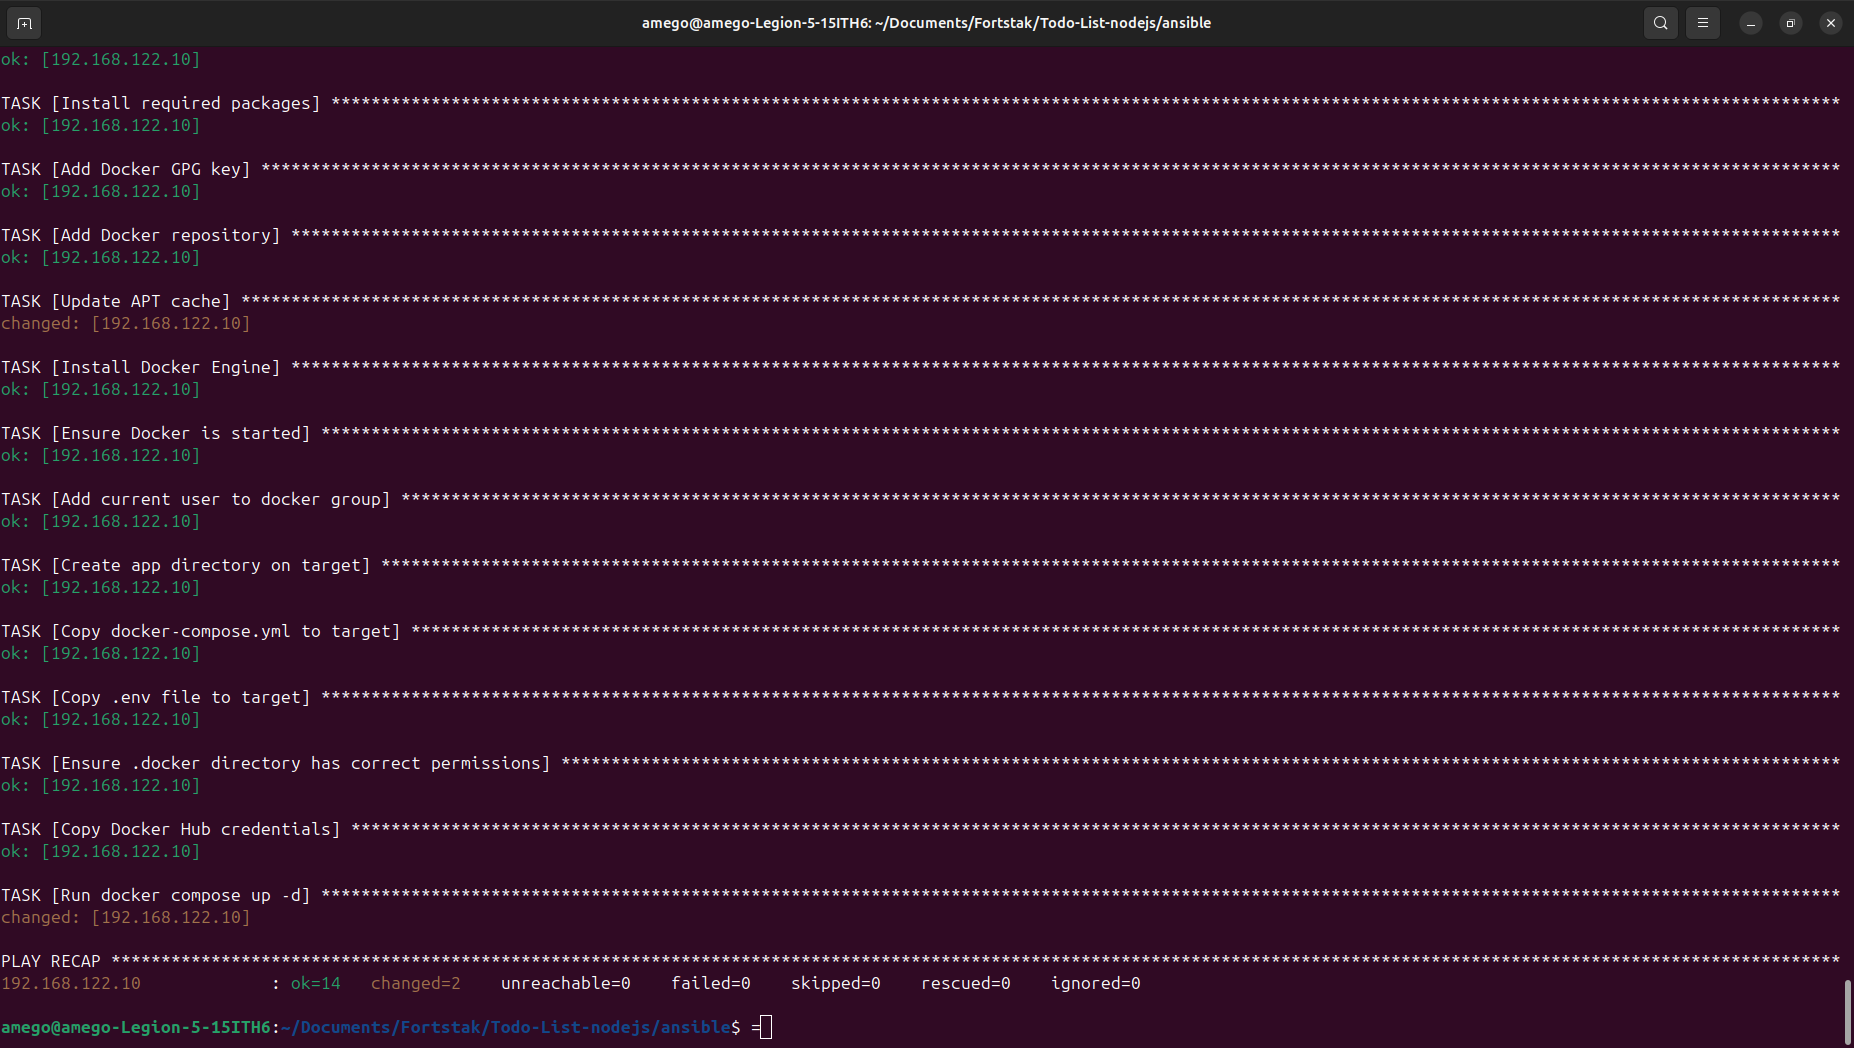 amego@amego-Legion-5-15ITH6: ~/Documents/Fortstak/Todo-List-nodejs/ansible
ok: [192.168.122.10]
TASK [Install required packages] *******************************************************************************************************************************************************
ok: [192.168.122.10]
TASK [Add Docker GPG key] **************************************************************************************************************************************************************
ok: [192.168.122.10]
TASK [Add Docker repository] ***********************************************************************************************************************************************************
ok: [192.168.122.10]
TASK [Update APT cache] ****************************************************************************************************************************************************************
changed: [192.168.122.10]
TASK [Install Docker Engine] ***********************************************************************************************************************************************************
ok: [192.168.122.10]
TASK [Ensure Docker is started] ********************************************************************************************************************************************************
ok: [192.168.122.10]
TASK [Add current user to docker group] ************************************************************************************************************************************************
ok: [192.168.122.10]
TASK [Create app directory on target] **************************************************************************************************************************************************
ok: [192.168.122.10]
TASK [Copy docker-compose.yml to target] ***********************************************************************************************************************************************
ok: [192.168.122.10]
TASK [Copy .env file to target] ********************************************************************************************************************************************************
ok: [192.168.122.10]
TASK [Ensure .docker directory has correct permissions] ********************************************************************************************************************************
ok: [192.168.122.10]
TASK [Copy Docker Hub credentials] *****************************************************************************************************************************************************
ok: [192.168.122.10]
TASK [Run docker compose up -d] ********************************************************************************************************************************************************
changed: [192.168.122.10]
PLAY RECAP *****************************************************************************************************************************************************************************
192.168.122.10             : ok=14   changed=2    unreachable=0    failed=0    skipped=0    rescued=0    ignored=0
amego@amego-Legion-5-15ITH6:~/Documents/Fortstak/Todo-List-nodejs/ansible$ =